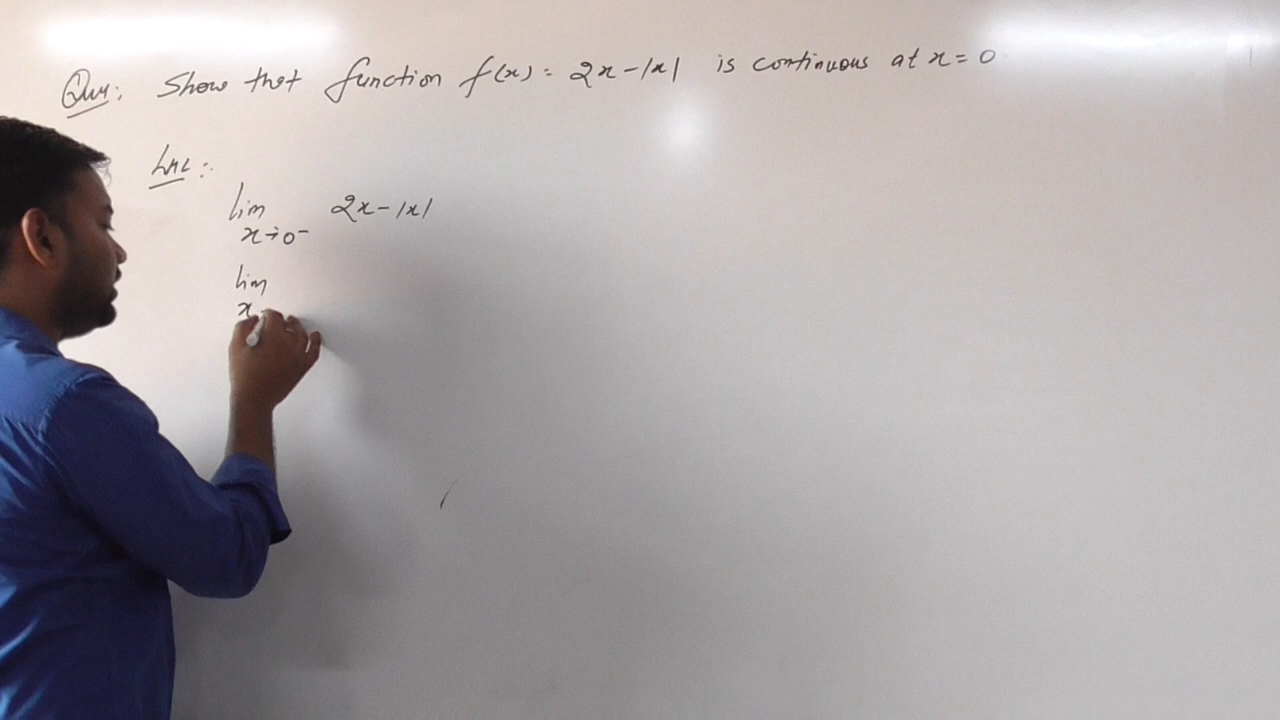 Ques: Show that function f(x) = 2x - |x| is continuous at x = 0
LHL :
lim 2x - |x|
x→0⁻
lim
x